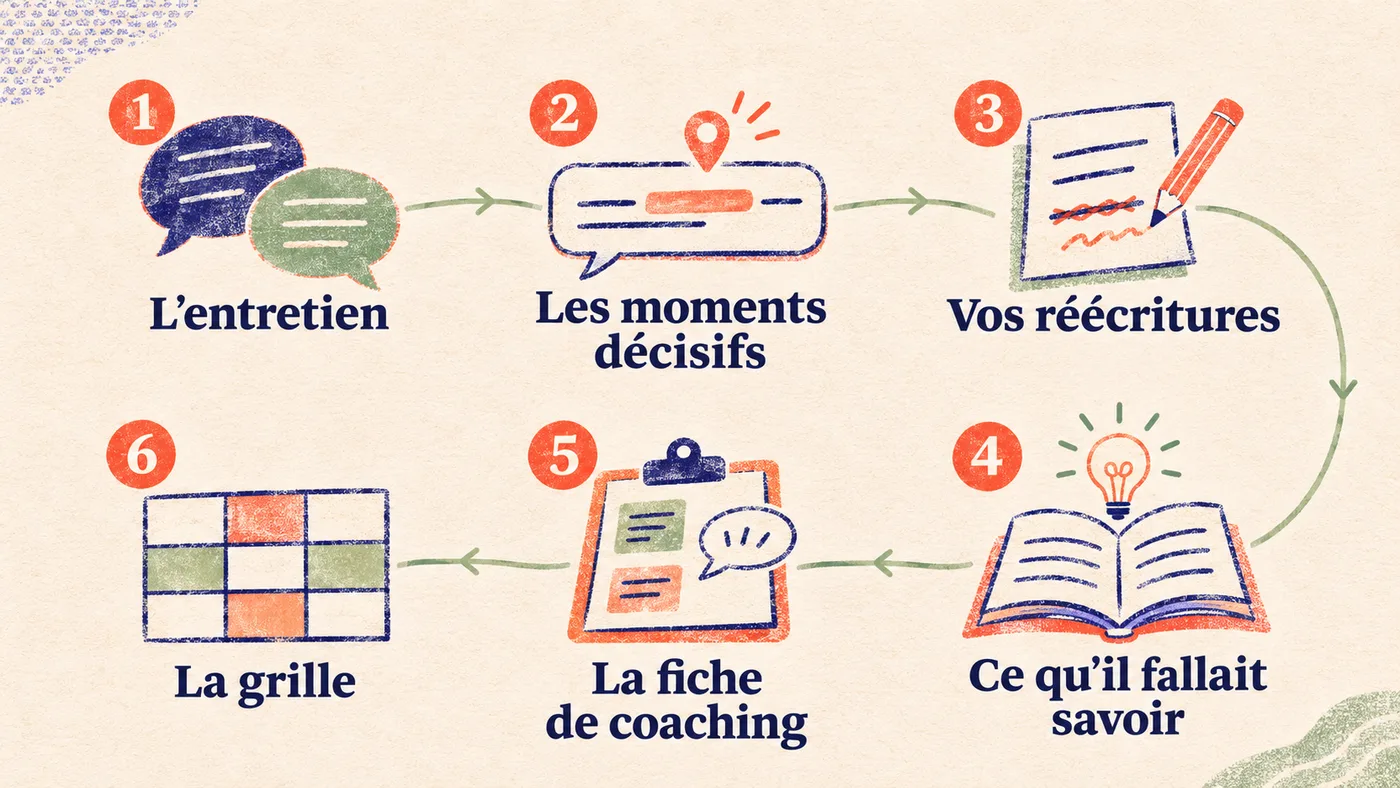 1
L'entretien
2
Les moments
décisifs
3
Vos réécritures
4
Ce qu'il fallait
savoir
5
La fiche
de coaching
6
La grille